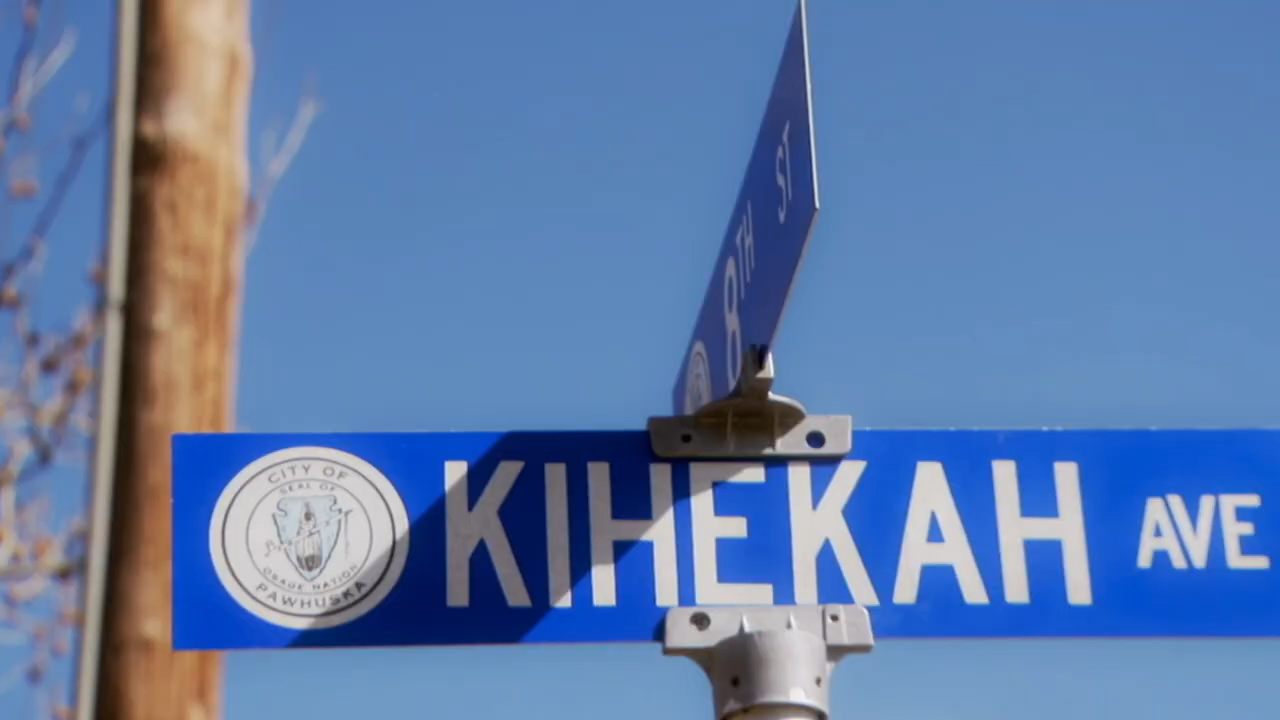 8TH ST
CITY OF
SEAL OF
OSAGE NATION
PAWHUSKA
KIHEKAH AVE